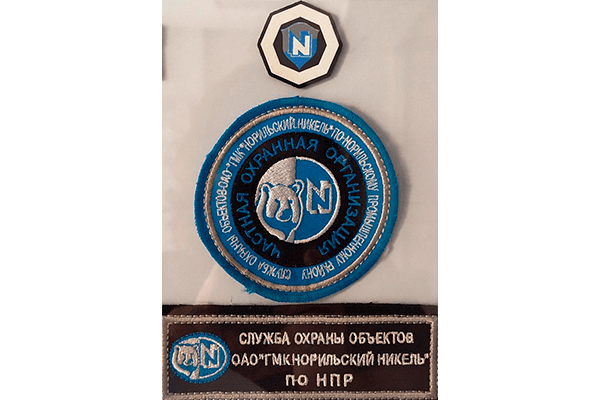 N
СЛУЖБА ОХРАНЫ ОБЪЕКТОВ ОАО "ГМК "НОРИЛЬСКИЙ НИКЕЛЬ" ПО НОРИЛЬСКОМУ ПРОМЫШЛЕННОМУ РАЙОНУ
ЧАСТНАЯ ОХРАННАЯ ОРГАНИЗАЦИЯ
N
N
СЛУЖБА ОХРАНЫ ОБЪЕКТОВ
ОАО "ГМК НОРИЛЬСКИЙ НИКЕЛЬ"
ПО НПР